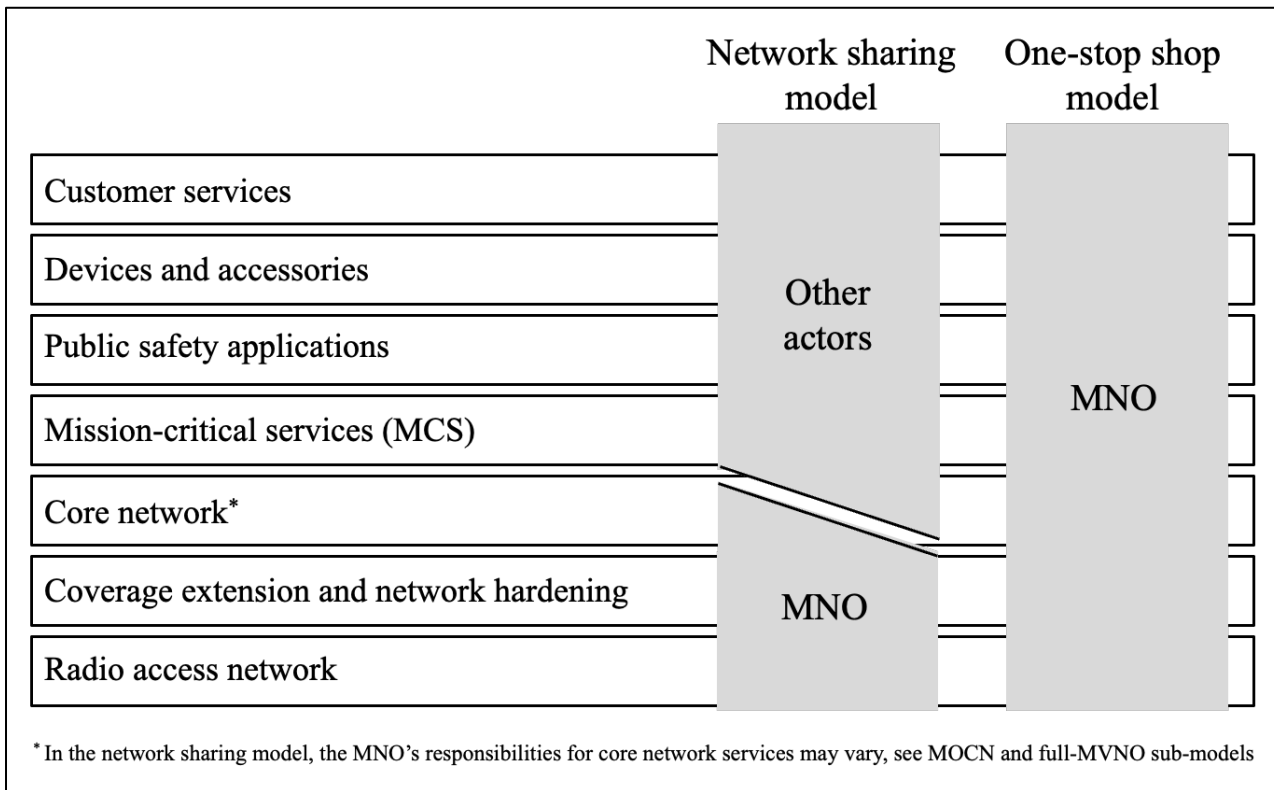 Network sharing model
One-stop shop model
Customer services
Devices and accessories
Public safety applications
Mission-critical services (MCS)
Core network*
Coverage extension and network hardening
Radio access network
Other actors
MNO
MNO
* In the network sharing model, the MNO’s responsibilities for core network services may vary, see MOCN and full-MVNO sub-models